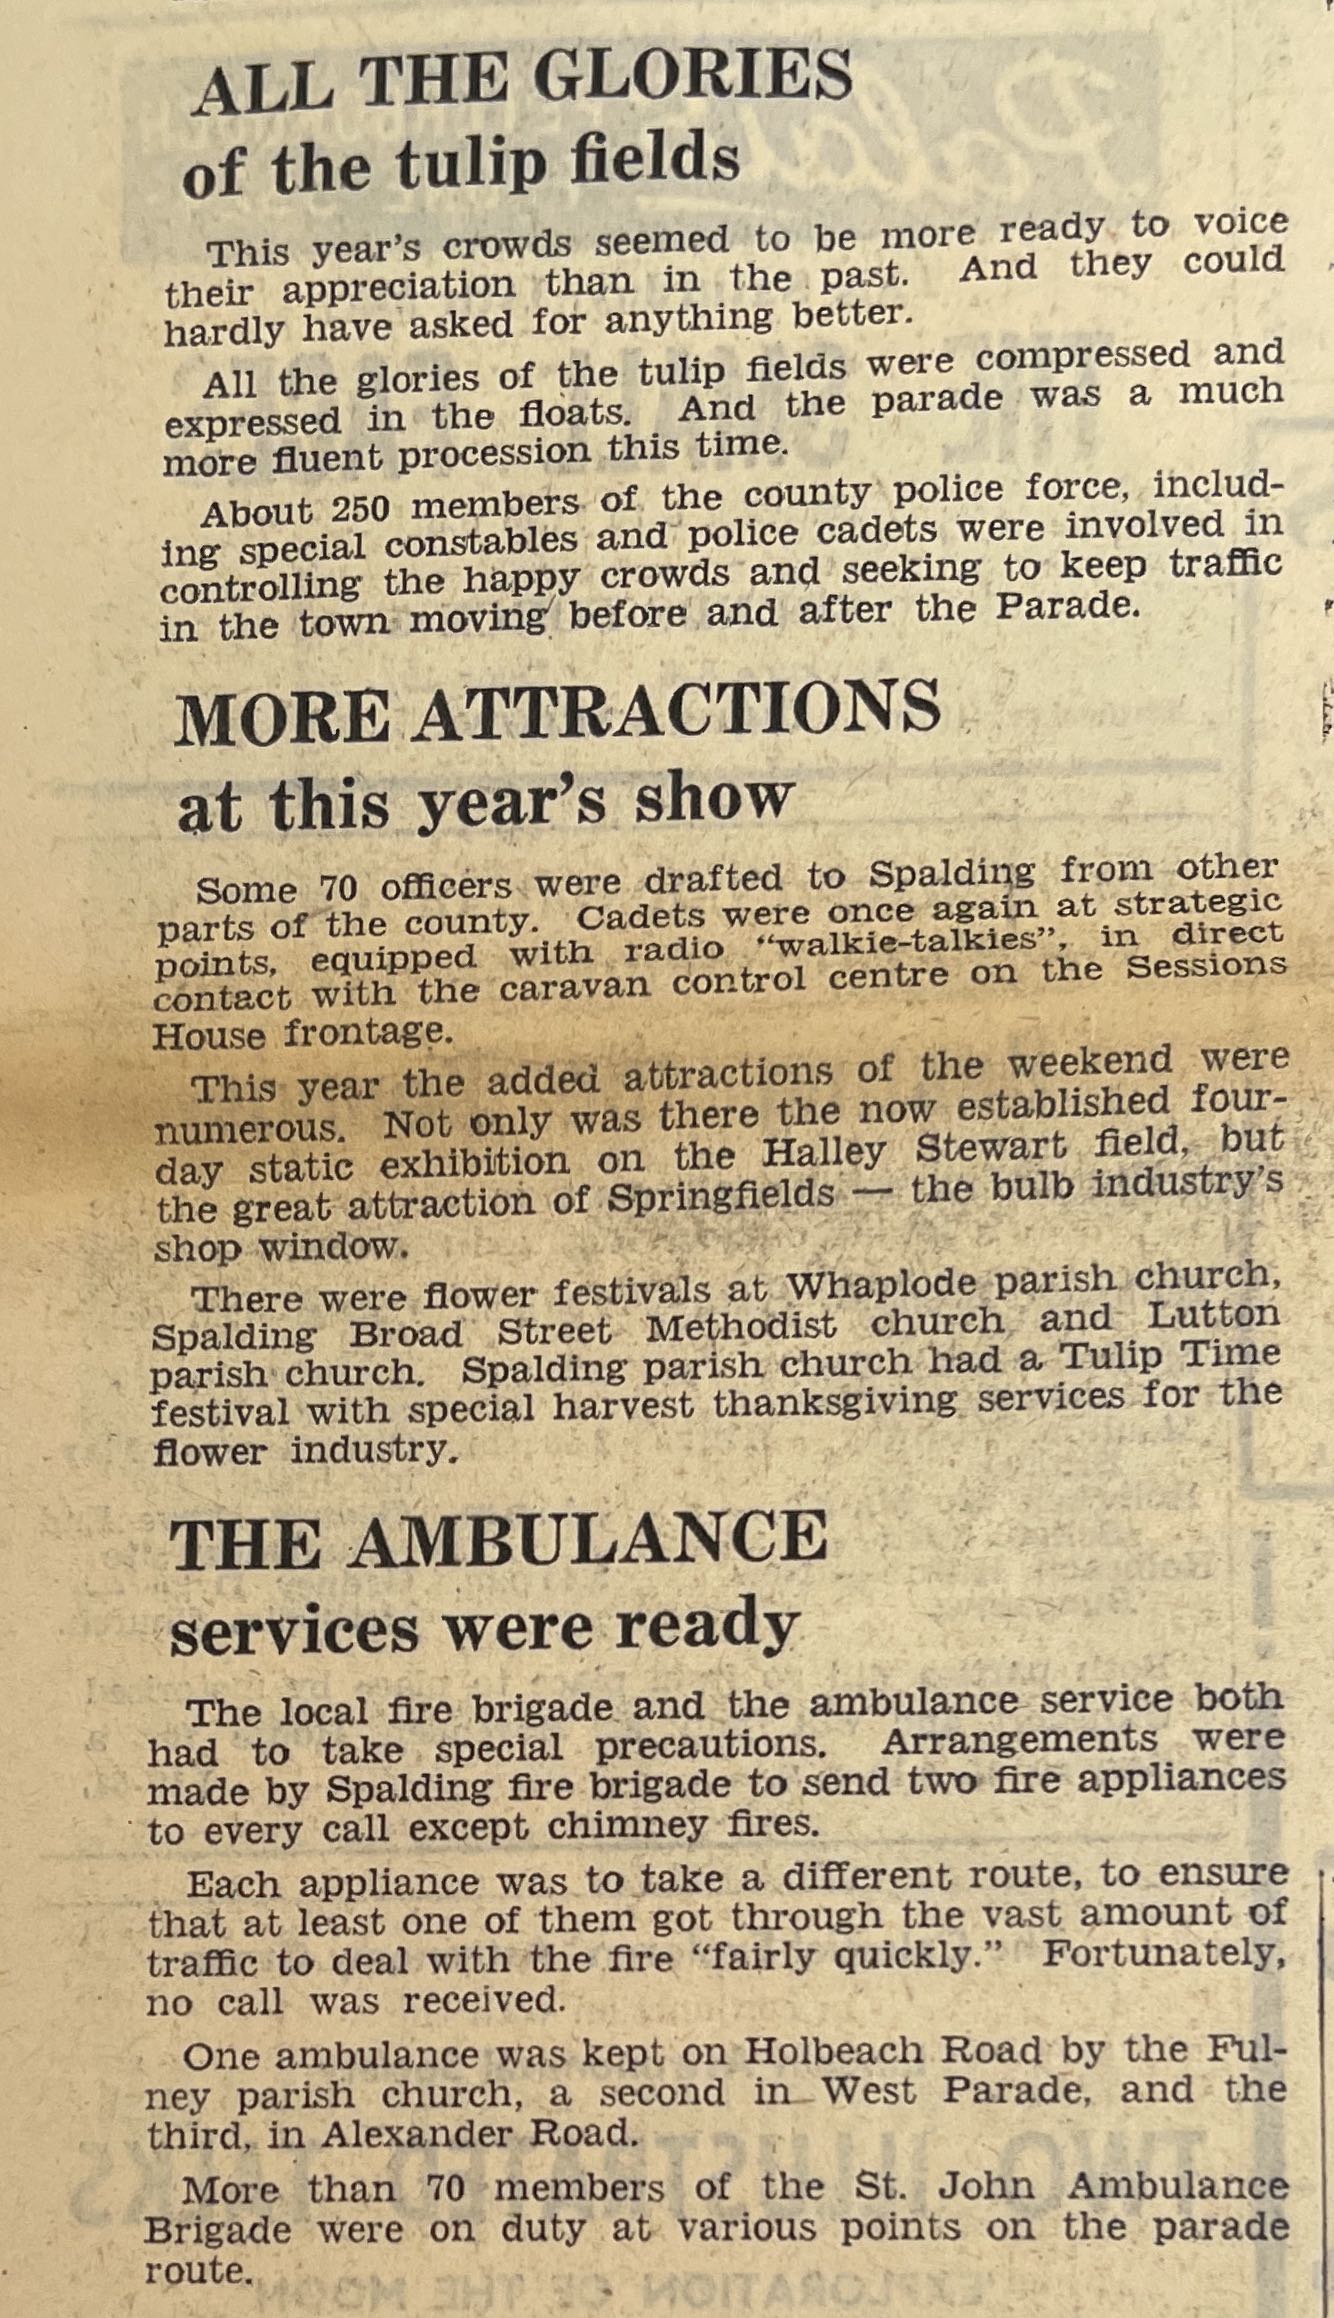 ALL THE GLORIES
of the tulip fields
This year's crowds seemed to be more ready to voice
their appreciation than in the past. And they could
hardly have asked for anything better.
All the glories of the tulip fields were compressed and
expressed in the floats. And the parade was a much
more fluent procession this time.
About 250 members of the county police force, includ-
ing special constables and police cadets were involved in
controlling the happy crowds and seeking to keep traffic
in the town moving before and after the Parade.
MORE ATTRACTIONS
at this year's show
Some 70 officers were drafted to Spalding from other
parts of the county. Cadets were once again at strategic
points, equipped with radio "walkie-talkies", in direct
contact with the caravan control centre on the Sessions
House frontage.
This year the added attractions of the weekend were
numerous. Not only was there the now established four-
day static exhibition on the Halley Stewart field, but
the great attraction of Springfields — the bulb industry's
shop window.
There were flower festivals at Whaplode parish church,
Spalding Broad Street Methodist church and Lutton
parish church. Spalding parish church had a Tulip Time
festival with special harvest thanksgiving services for the
flower industry.
THE AMBULANCE
services were ready
The local fire brigade and the ambulance service both
had to take special precautions. Arrangements were
made by Spalding fire brigade to send two fire appliances
to every call except chimney fires.
Each appliance was to take a different route, to ensure
that at least one of them got through the vast amount of
traffic to deal with the fire "fairly quickly." Fortunately,
no call was received.
One ambulance was kept on Holbeach Road by the Ful-
ney parish church, a second in West Parade, and the
third, in Alexander Road.
More than 70 members of the St. John Ambulance
Brigade were on duty at various points on the parade
route.